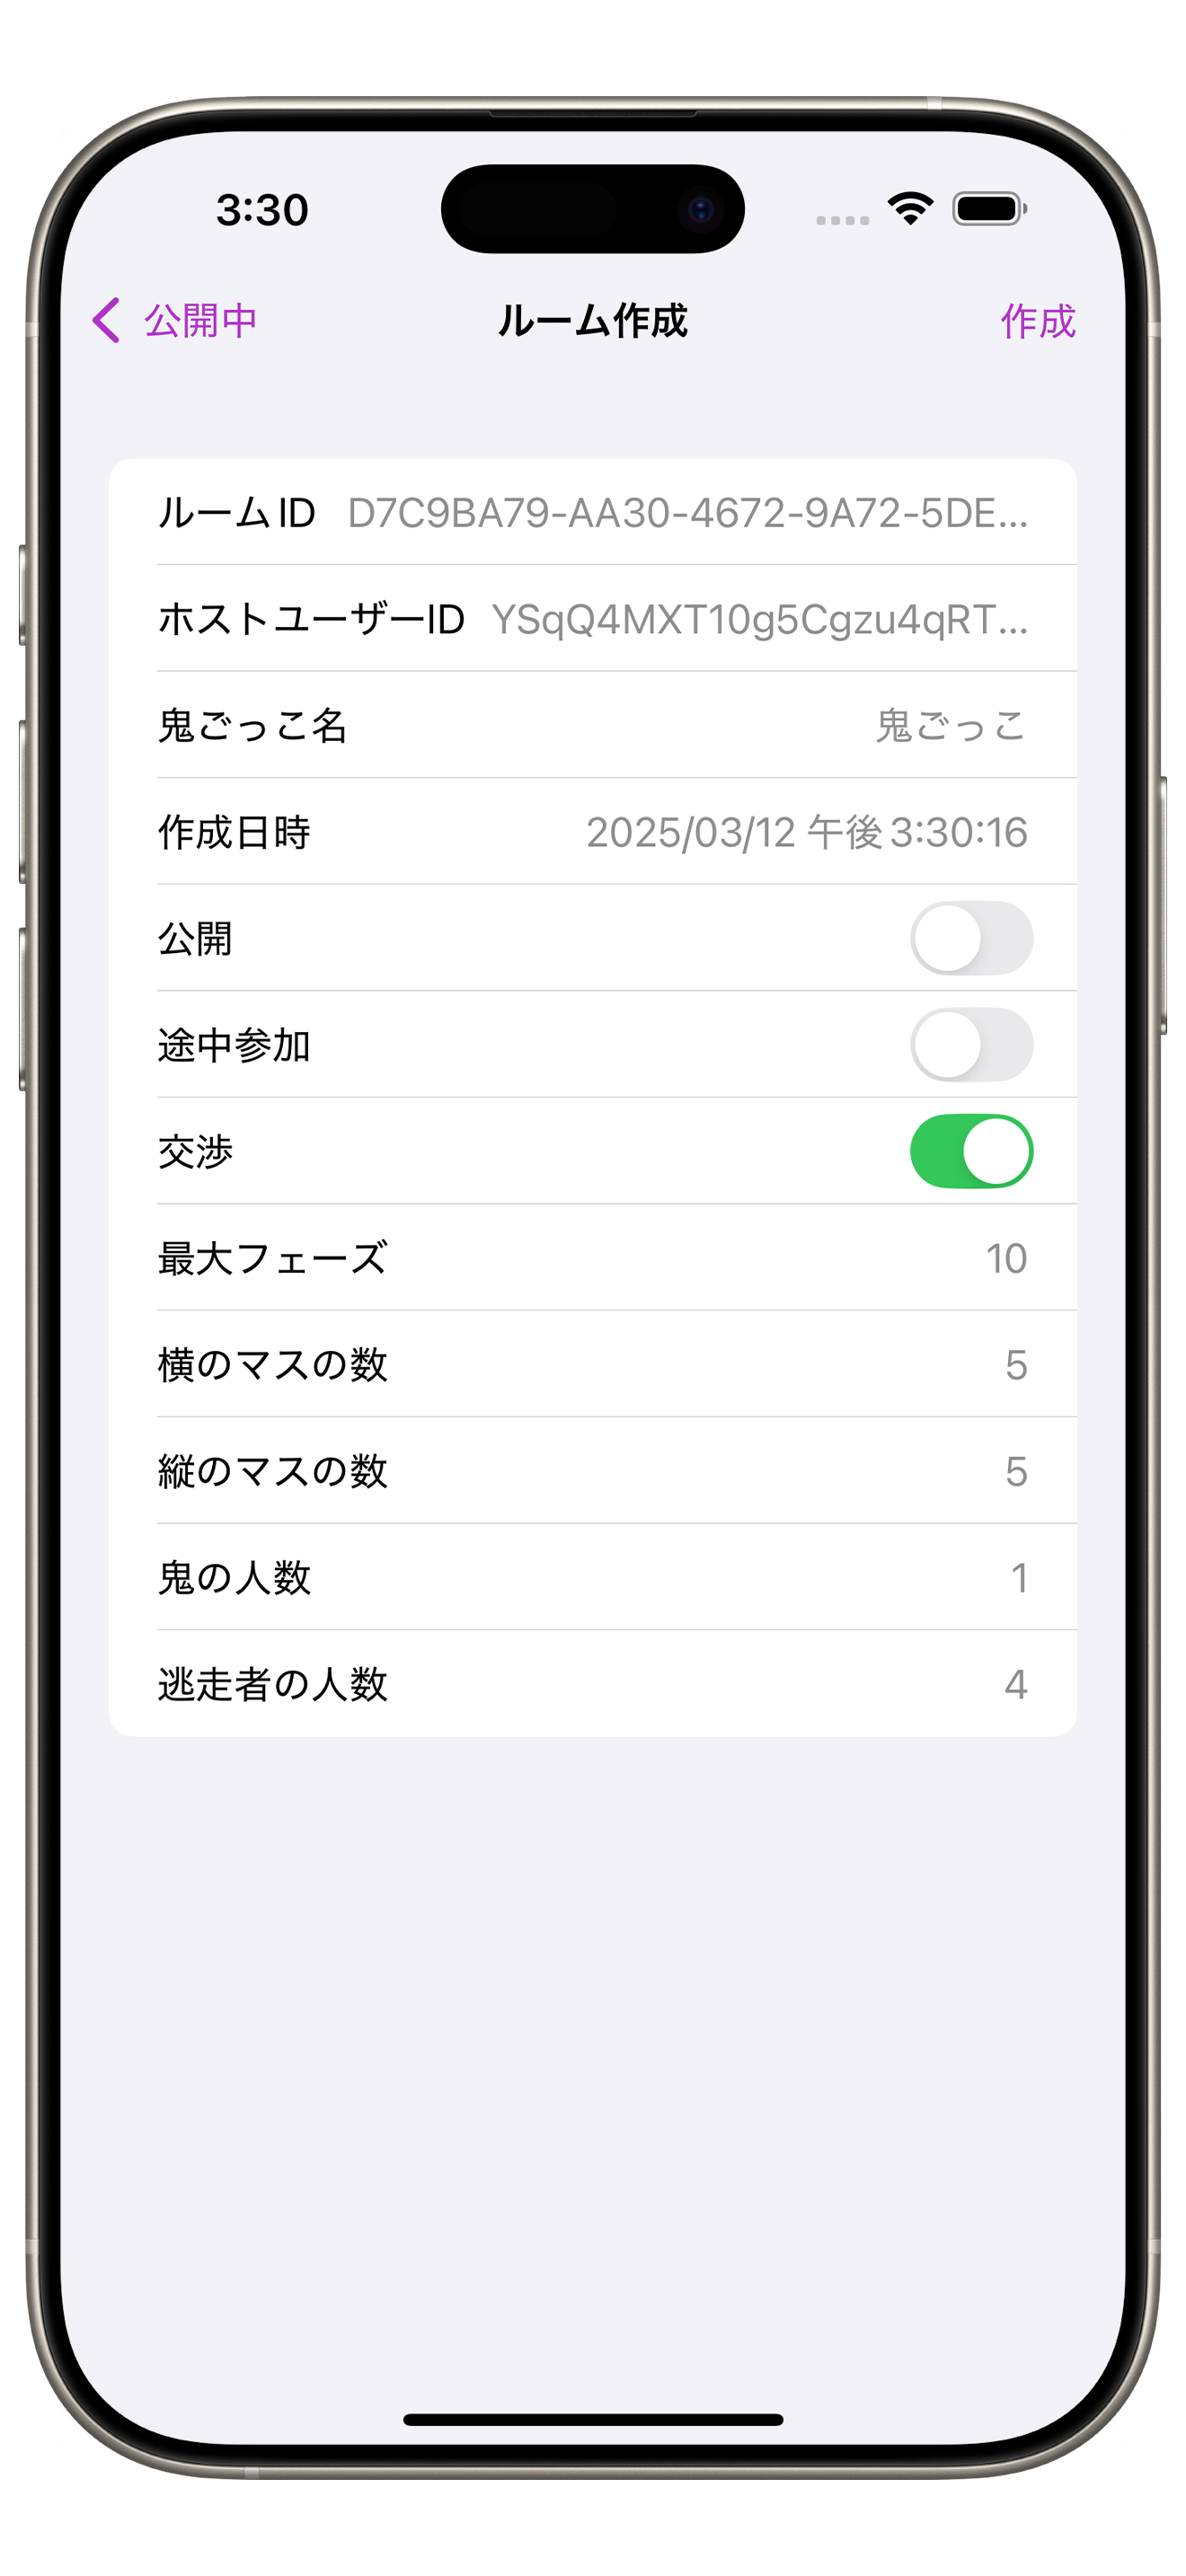 3:30
公開中 ルーム作成 作成
ルームID D7C9BA79-AA30-4672-9A72-5DE...
ホストユーザーID YSqQ4MXT10g5Cgzu4qRT...
鬼ごっこ名 鬼ごっこ
作成日時 2025/03/12 午後3:30:16
公開
途中参加
交渉
最大フェーズ 10
横のマスの数 5
縦のマスの数 5
鬼の人数 1
逃走者の人数 4